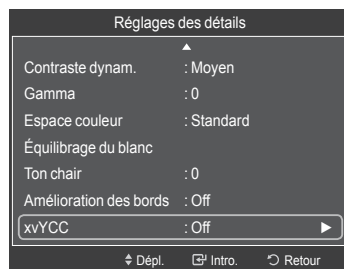 Réglages des détails
Contraste dynam. : Moyen
Gamma : 0
Espace couleur : Standard
Équilibrage du blanc
Ton chair : 0
Amélioration des bords : Off
xvYCC : Off
Dépl. Intro. Retour